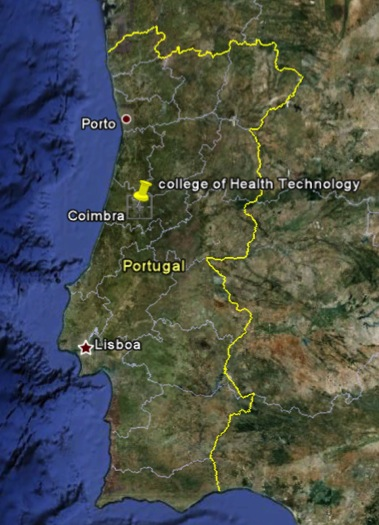 Porto
college of Health Technology
Coimbra
Portugal
Lisboa